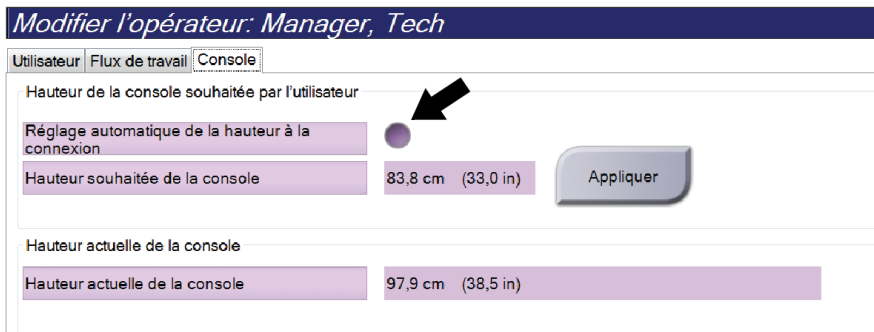 Modifier l'opérateur: Manager, Tech
Utilisateur Flux de travail Console
Hauteur de la console souhaitée par l'utilisateur
Réglage automatique de la hauteur à la
connexion
Hauteur souhaitée de la console 83,8 cm (33,0 in) Appliquer
Hauteur actuelle de la console
Hauteur actuelle de la console 97,9 cm (38,5 in)